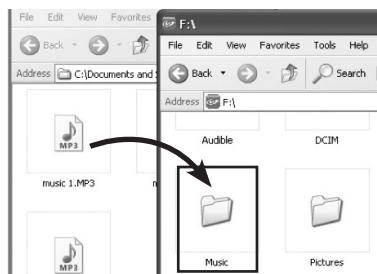 File Edit View Favorites
Back
Address C:\Documents and
MP3
music 1.MP3
MP3
F:\
File Edit View Favorites Tools Help
Back Search
Address F:\
Audible DCIM
Music Pictures